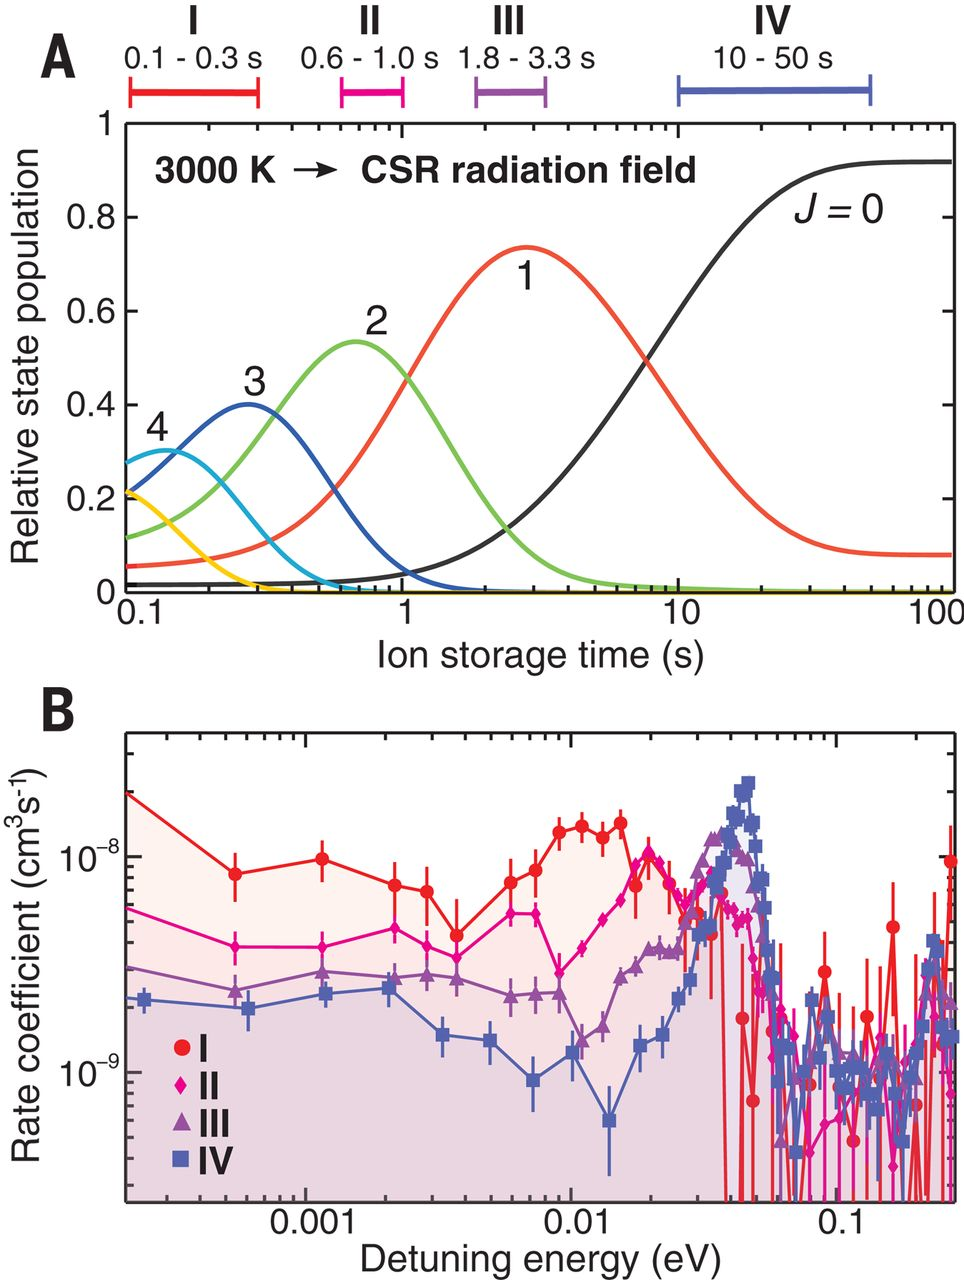 I II III IV
A 0.1 - 0.3 s 0.6 - 1.0 s 1.8 - 3.3 s 10 - 50 s
1
3000 K → CSR radiation field
0.8
J = 0
1
0.6
2
0.4
3
4
0.2
0
Relative state population
0.1 1 10 100
Ion storage time (s)
B
Rate coefficient (cm³s⁻¹)
10⁻⁸
10⁻⁹
I
II
III
IV
0.001 0.01 0.1
Detuning energy (eV)